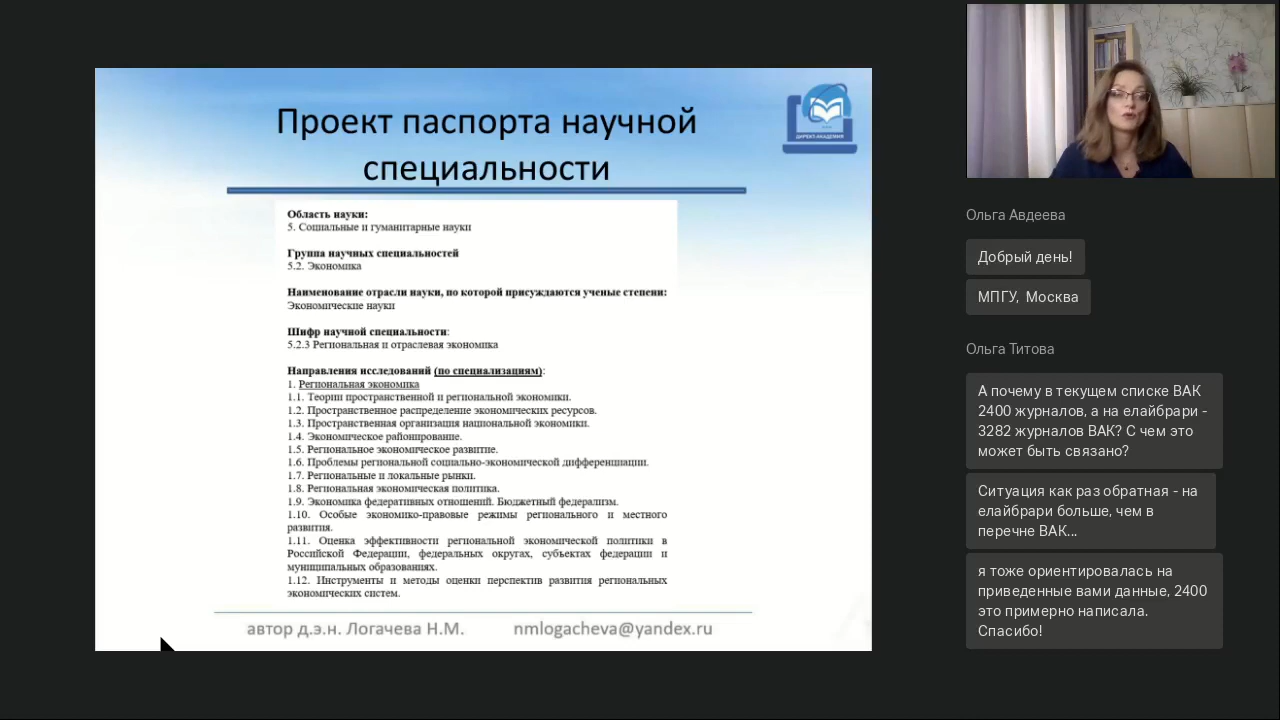 Проект паспорта научной
специальности
ДИРЕКТ-АКАДЕМИЯ
Область науки:
5. Социальные и гуманитарные науки
Группа научных специальностей
5.2. Экономика
Наименование отрасли науки, по которой присуждаются ученые степени:
Экономические науки
Шифр научной специальности:
5.2.3 Региональная и отраслевая экономика
Направления исследований (по специализациям):
1. Региональная экономика
1.1. Теории пространственной и региональной экономики.
1.2. Пространственное распределение экономических ресурсов.
1.3. Пространственная организация национальной экономики.
1.4. Экономическое районирование.
1.5. Региональное экономическое развитие.
1.6. Проблемы региональной социально-экономической дифференциации.
1.7. Региональные и локальные рынки.
1.8. Региональная экономическая политика.
1.9. Экономика федеративных отношений. Бюджетный федерализм.
1.10. Особые экономико-правовые режимы регионального и местного
развития.
1.11. Оценка эффективности региональной экономической политики в
Российской Федерации, федеральных округах, субъектах федерации и
муниципальных образованиях.
1.12. Инструменты и методы оценки перспектив развития региональных
экономических систем.
автор д.э.н. Логачева Н.М. nmlogacheva@yandex.ru
Ольга Авдеева
Добрый день!
МПГУ, Москва
Ольга Титова
А почему в текущем списке ВАК
2400 журналов, а на елайбрари -
3282 журналов ВАК? С чем это
может быть связано?
Ситуация как раз обратная - на
елайбрари больше, чем в
перечне ВАК...
я тоже ориентировалась на
приведенные вами данные, 2400
это примерно написала.
Спасибо!